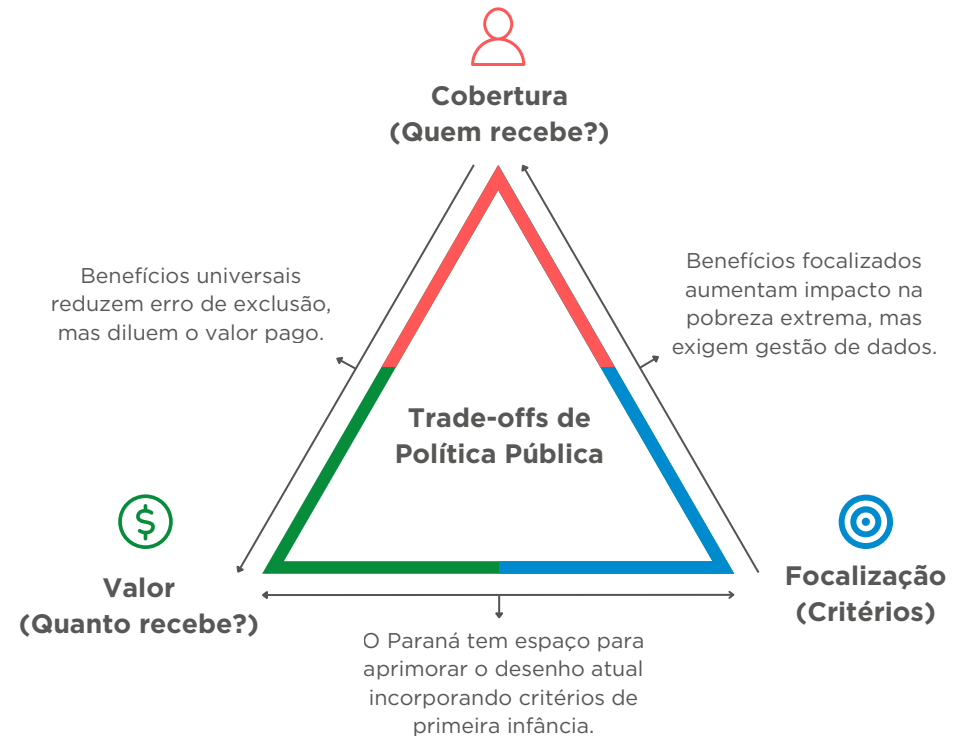 Cobertura
(Quem recebe?)
Benefícios universais
reduzem erro de exclusão,
mas diluem o valor pago.
Benefícios focalizados
aumentam impacto na
pobreza extrema, mas
exigem gestão de dados.
Trade-offs de
Política Pública
$
Valor
(Quanto recebe?)
Focalização
(Critérios)
O Paraná tem espaço para
aprimorar o desenho atual
incorporando critérios de
primeira infância.